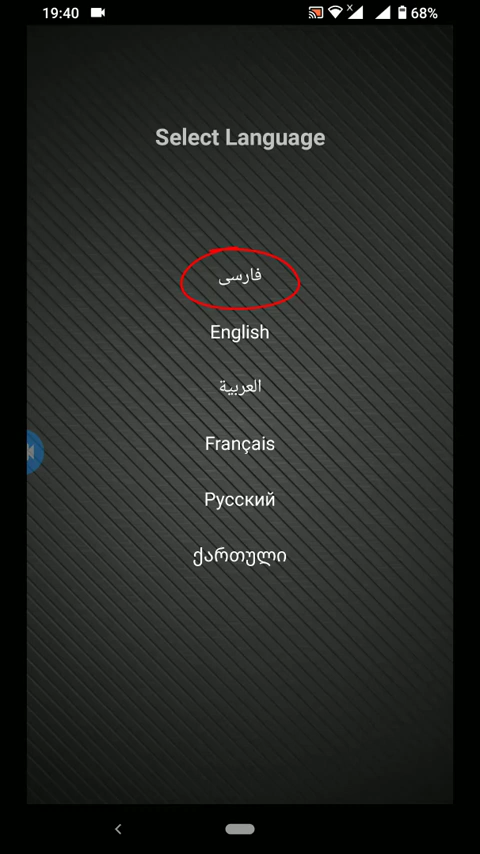 19:40
68%
Select Language
فارسی
English
العربية
Français
Русский
ქართული